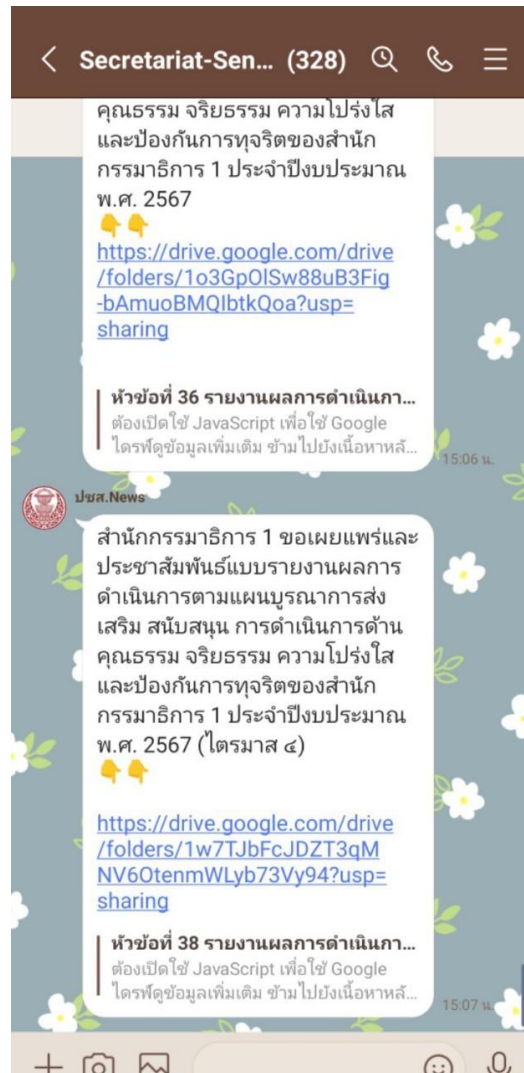 Secretariat-Sen... (328)
คุณธรรม จริยธรรม ความโปร่งใส
และป้องกันการทุจริตของสำนัก
กรรมาธิการ 1 ประจำปีงบประมาณ
พ.ศ. 2567
https://drive.google.com/drive
/folders/1o3GpOlSw88uB3Fig
-bAmuoBMQIbtkQoa?usp=
sharing
หัวข้อที่ 36 รายงานผลการดำเนินกา...
ต้องเปิดใช้ JavaScript เพื่อใช้ Google
ไดรฟ์ดูข้อมูลเพิ่มเติม ข้ามไปยังเนื้อหาหลั...
15:06 น.
ปชส.News
สำนักกรรมาธิการ 1 ขอเผยแพร่และ
ประชาสัมพันธ์แบบรายงานผลการ
ดำเนินการตามแผนบูรณาการส่ง
เสริม สนับสนุน การดำเนินการด้าน
คุณธรรม จริยธรรม ความโปร่งใส
และป้องกันการทุจริตของสำนัก
กรรมาธิการ 1 ประจำปีงบประมาณ
พ.ศ. 2567 (ไตรมาส ๔)
https://drive.google.com/drive
/folders/1w7TJbFcJDZT3qM
NV6OtenmWLyb73Vy94?usp=
sharing
หัวข้อที่ 38 รายงานผลการดำเนินกา...
ต้องเปิดใช้ JavaScript เพื่อใช้ Google
ไดรฟ์ดูข้อมูลเพิ่มเติม ข้ามไปยังเนื้อหาหลั...
15:07 น.